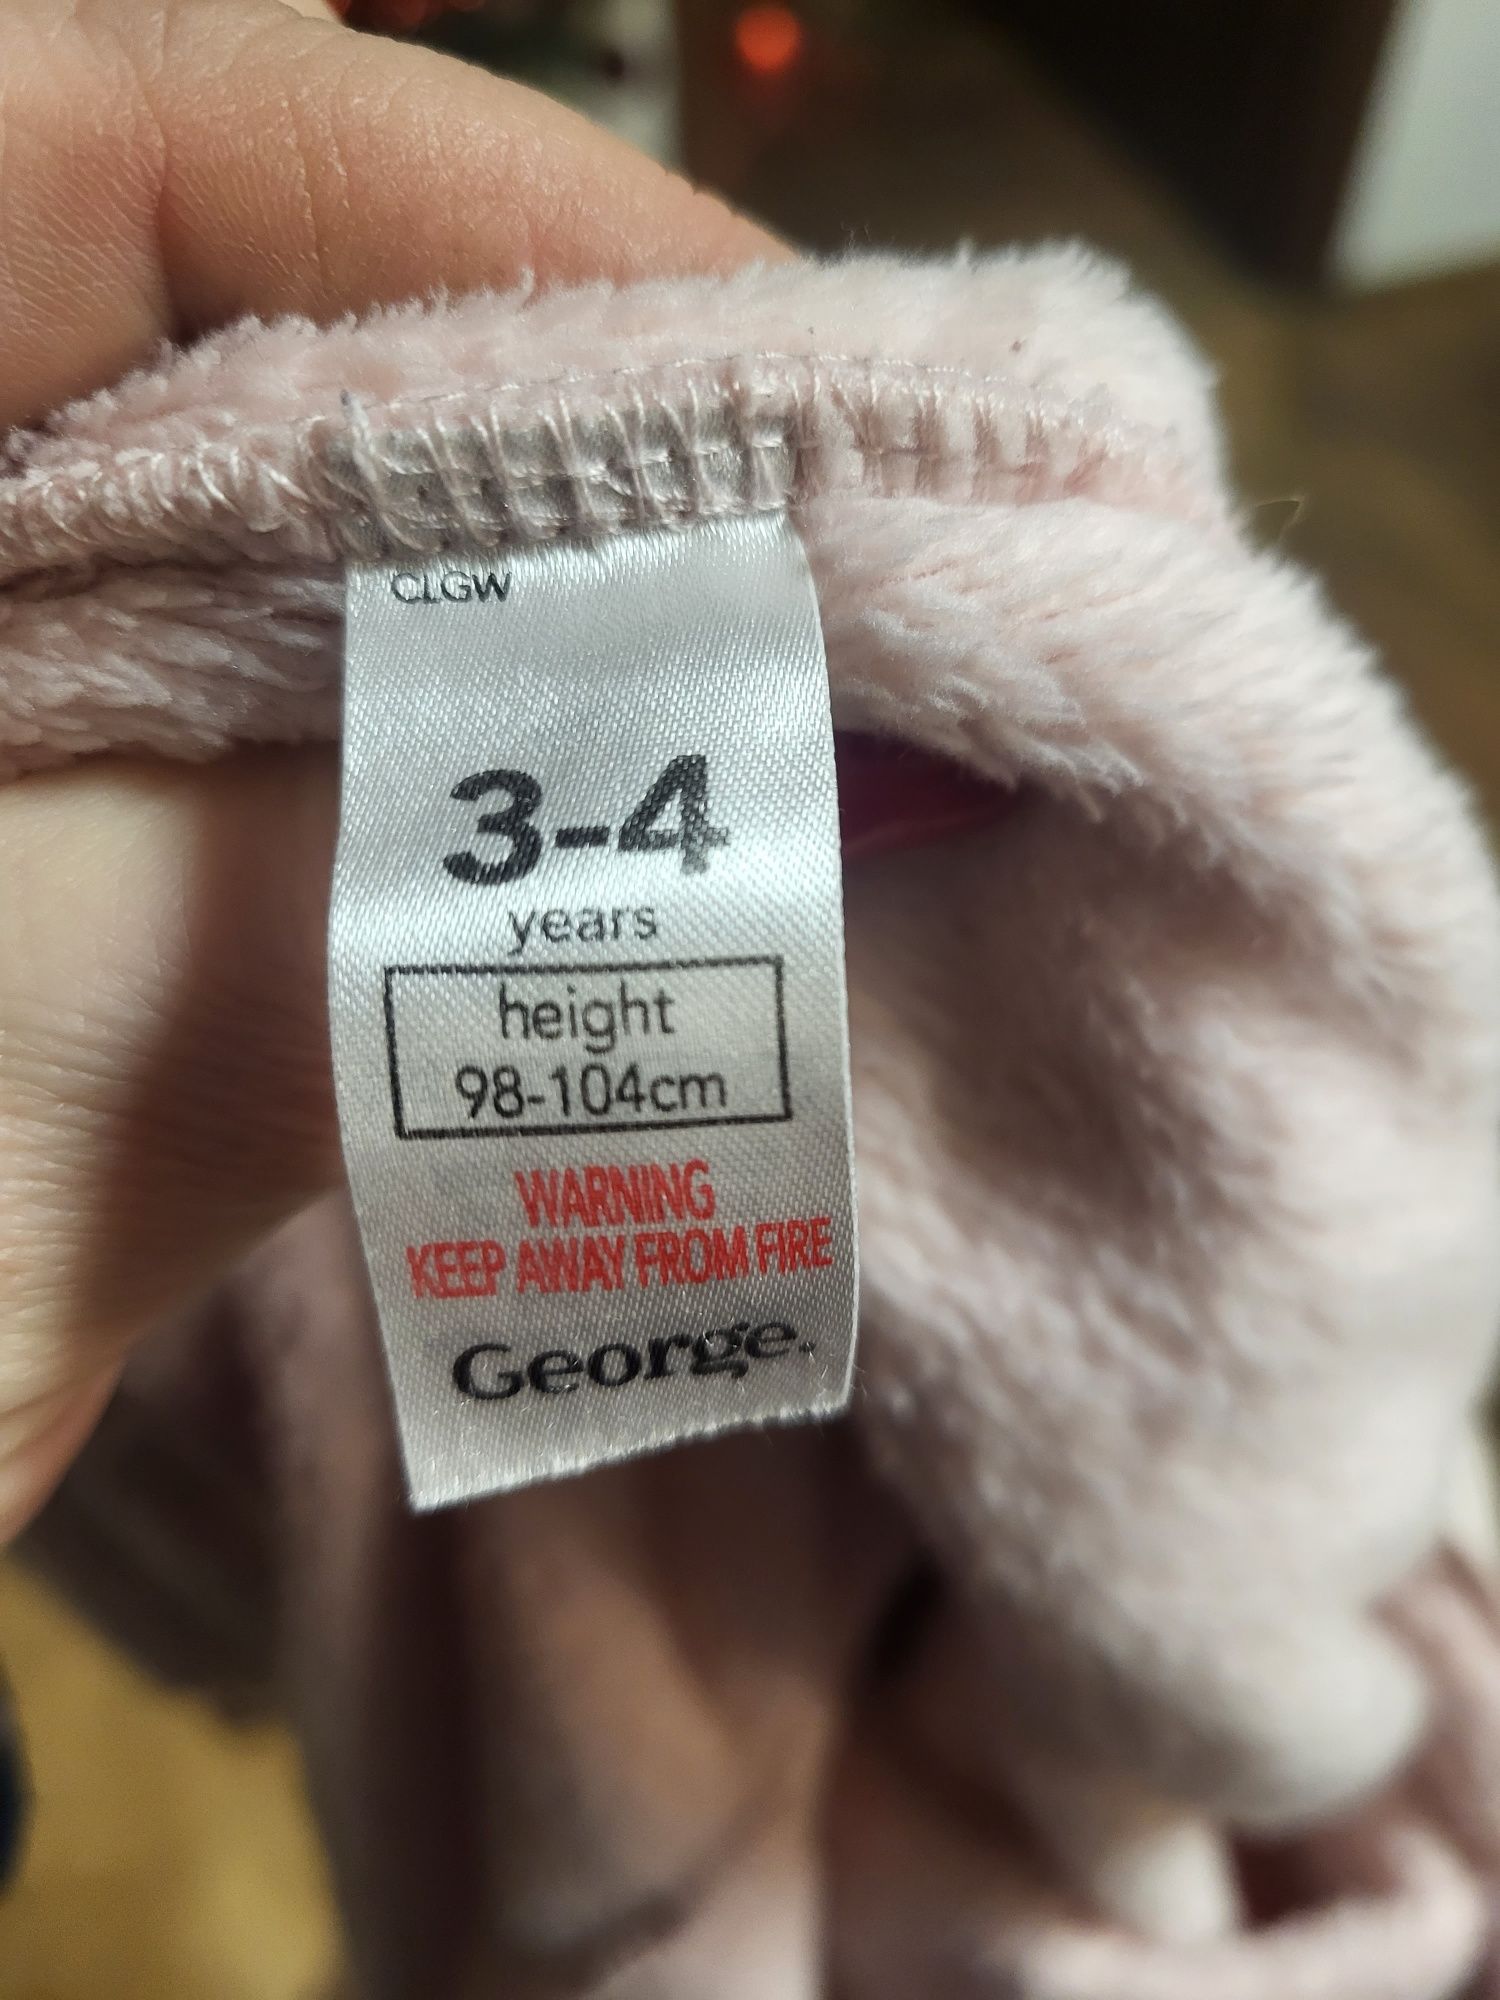 CLGW
3-4
years
height
98-104cm
WARNING
KEEP AWAY FROM FIRE
George.